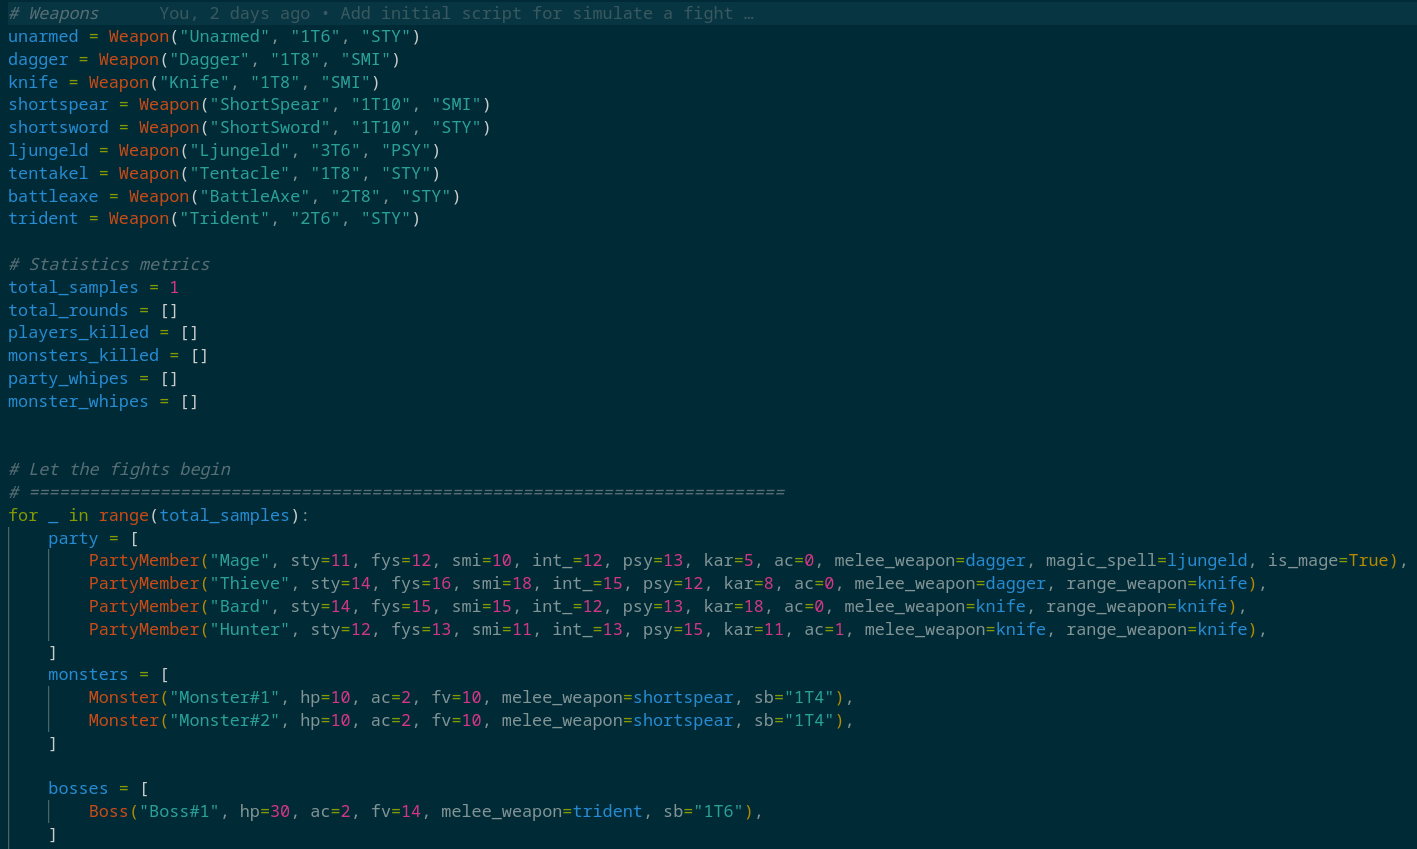 # Weapons      You, 2 days ago • Add initial script for simulate a fight …
unarmed = Weapon("Unarmed", "1T6", "STY")
dagger = Weapon("Dagger", "1T8", "SMI")
knife = Weapon("Knife", "1T8", "SMI")
shortspear = Weapon("ShortSpear", "1T10", "SMI")
shortsword = Weapon("ShortSword", "1T10", "STY")
ljungeld = Weapon("Ljungeld", "3T6", "PSY")
tentakel = Weapon("Tentacle", "1T8", "STY")
battleaxe = Weapon("BattleAxe", "2T8", "STY")
trident = Weapon("Trident", "2T6", "STY")

# Statistics metrics
total_samples = 1
total_rounds = []
players_killed = []
monsters_killed = []
party_whipes = []
monster_whipes = []


# Let the fights begin
# ===========================================================================
for _ in range(total_samples):
    party = [
        PartyMember("Mage", sty=11, fys=12, smi=10, int_=12, psy=13, kar=5, ac=0, melee_weapon=dagger, magic_spell=ljungeld, is_mage=True),
        PartyMember("Thieve", sty=14, fys=16, smi=18, int_=15, psy=12, kar=8, ac=0, melee_weapon=dagger, range_weapon=knife),
        PartyMember("Bard", sty=14, fys=15, smi=15, int_=12, psy=13, kar=18, ac=0, melee_weapon=knife, range_weapon=knife),
        PartyMember("Hunter", sty=12, fys=13, smi=11, int_=13, psy=15, kar=11, ac=1, melee_weapon=knife, range_weapon=knife),
    ]
    monsters = [
        Monster("Monster#1", hp=10, ac=2, fv=10, melee_weapon=shortspear, sb="1T4"),
        Monster("Monster#2", hp=10, ac=2, fv=10, melee_weapon=shortspear, sb="1T4"),
    ]

    bosses = [
        Boss("Boss#1", hp=30, ac=2, fv=14, melee_weapon=trident, sb="1T6"),
    ]